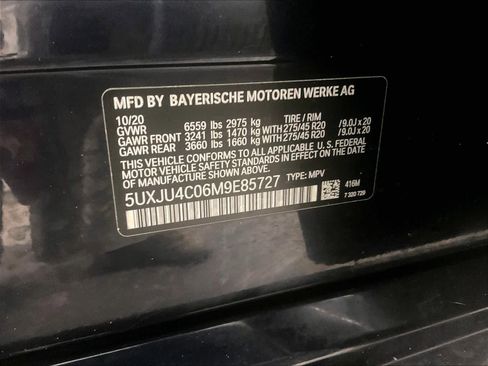 MFD BY BAYERISCHE MOTOREN WERKE AG
10/20 TIRE / RIM
GVWR 6559 lbs 2975 kg
GAWR FRONT 3241 lbs 1470 kg WITH 275/45 R20 /9.0J x 20
GAWR REAR 3660 lbs 1660 kg WITH 275/45 R20 /9.0J x 20
THIS VEHICLE CONFORMS TO ALL APPLICABLE U.S. FEDERAL
MOTOR VEHICLE SAFETY STANDARDS IN EFFECT ON THE DATE
OF MANUFACTURE SHOWN ABOVE.
5UXJU4C06M9E85727 TYPE: MPV 416M
7 320 729